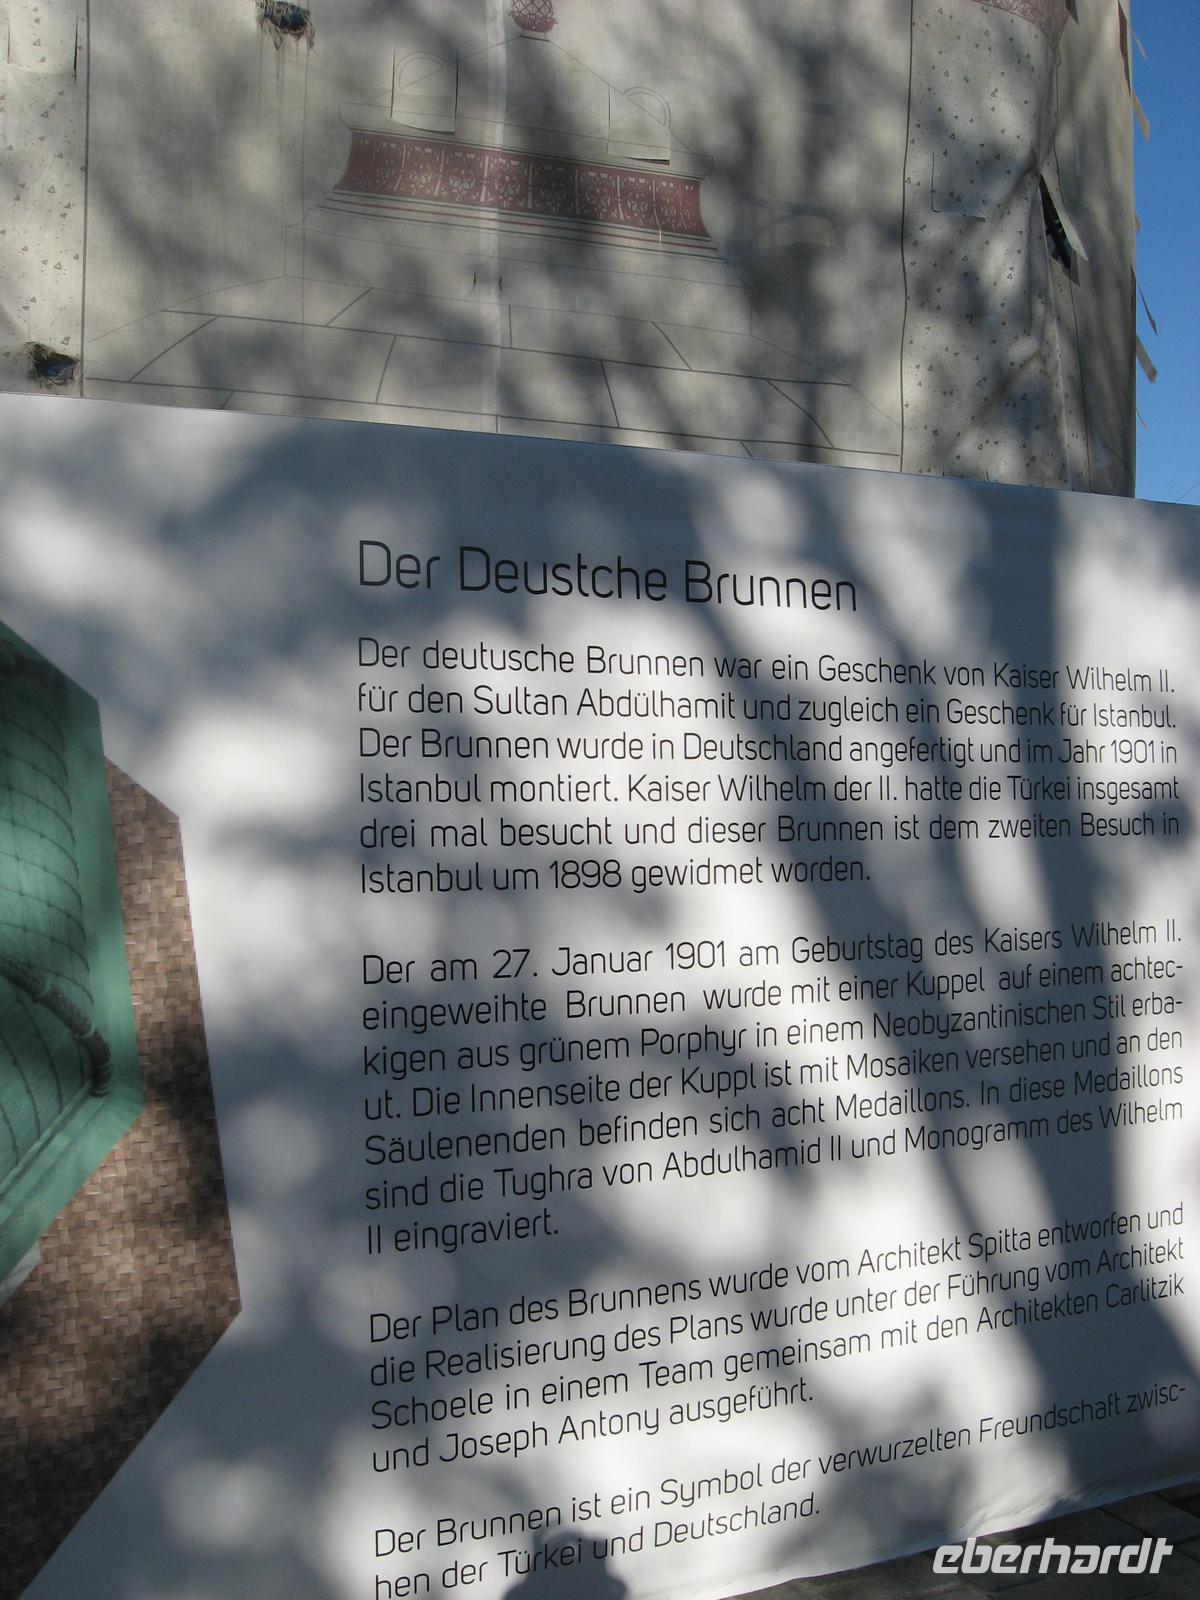 Der Deustche Brunnen
Der deutusche Brunnen war ein Geschenk von Kaiser Wilhelm II.
für den Sultan Abdülhamit und zugleich ein Geschenk für Istanbul.
Der Brunnen wurde in Deutschland angefertigt und im Jahr 1901 in
Istanbul montiert. Kaiser Wilhelm der II. hatte die Türkei insgesamt
drei mal besucht und dieser Brunnen ist dem zweiten Besuch in
Istanbul um 1898 gewidmet worden.
Der am 27. Januar 1901 am Geburtstag des Kaisers Wilhelm II.
eingeweihte Brunnen wurde mit einer Kuppel auf einem achtec-
kigen aus grünem Porphyr in einem Neobyzantinischen Stil erba-
ut. Die Innenseite der Kuppl ist mit Mosaiken versehen und an den
Säulenenden befinden sich acht Medaillons. In diese Medaillons
sind die Tughra von Abdulhamid II und Monogramm des Wilhelm
II eingraviert.
Der Plan des Brunnens wurde vom Architekt Spitta entworfen und
die Realisierung des Plans wurde unter der Führung vom Architekt
Schoele in einem Team gemeinsam mit den Architekten Carlitzik
und Joseph Antony ausgeführt.
Der Brunnen ist ein Symbol der verwurzelten Freundschaft zwisc-
hen der Türkei und Deutschland.
eberhardt